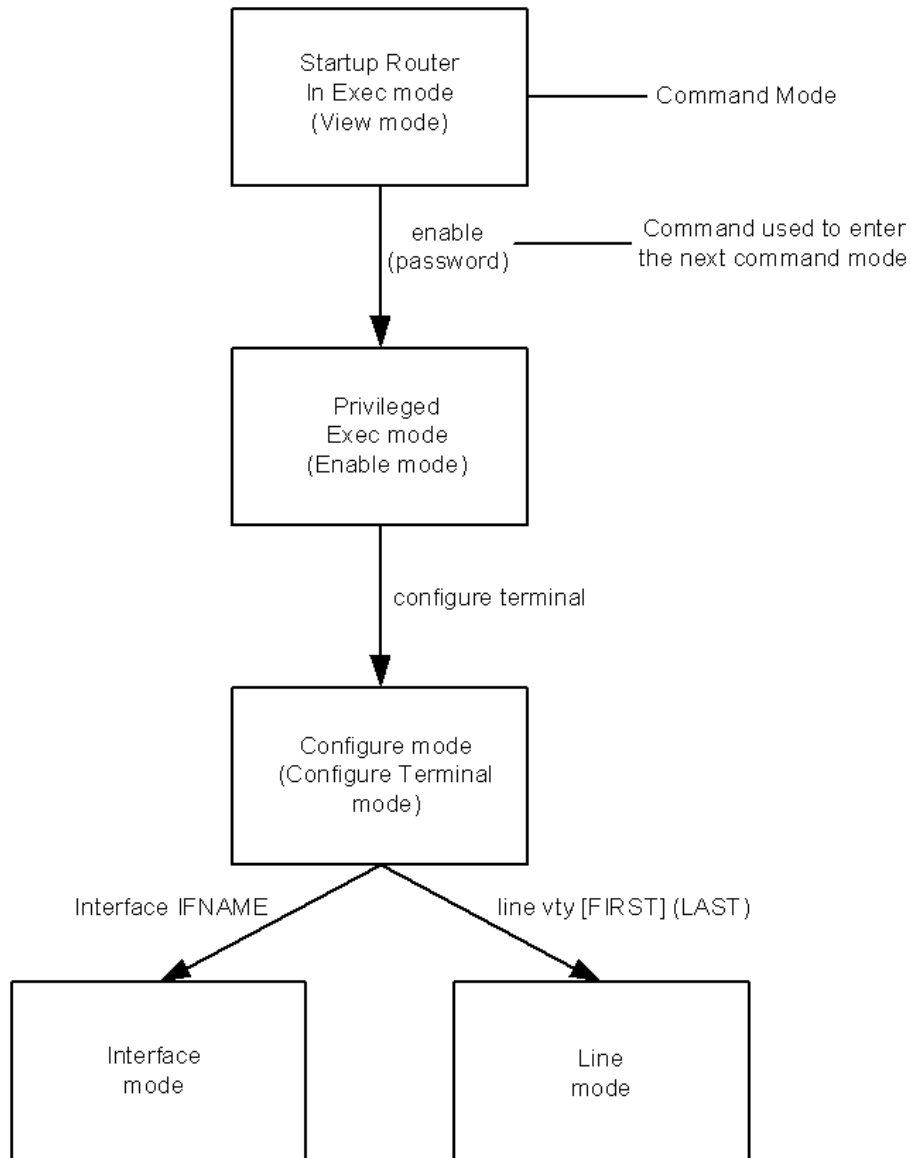 Startup Router
In Exec mode
(View mode)
Command Mode
enable
(password)
Command used to enter
the next command mode
Privileged
Exec mode
(Enable mode)
configure terminal
Configure mode
(Configure Terminal
mode)
Interface IFNAME
line vty [FIRST] (LAST)
Interface
mode
Line
mode